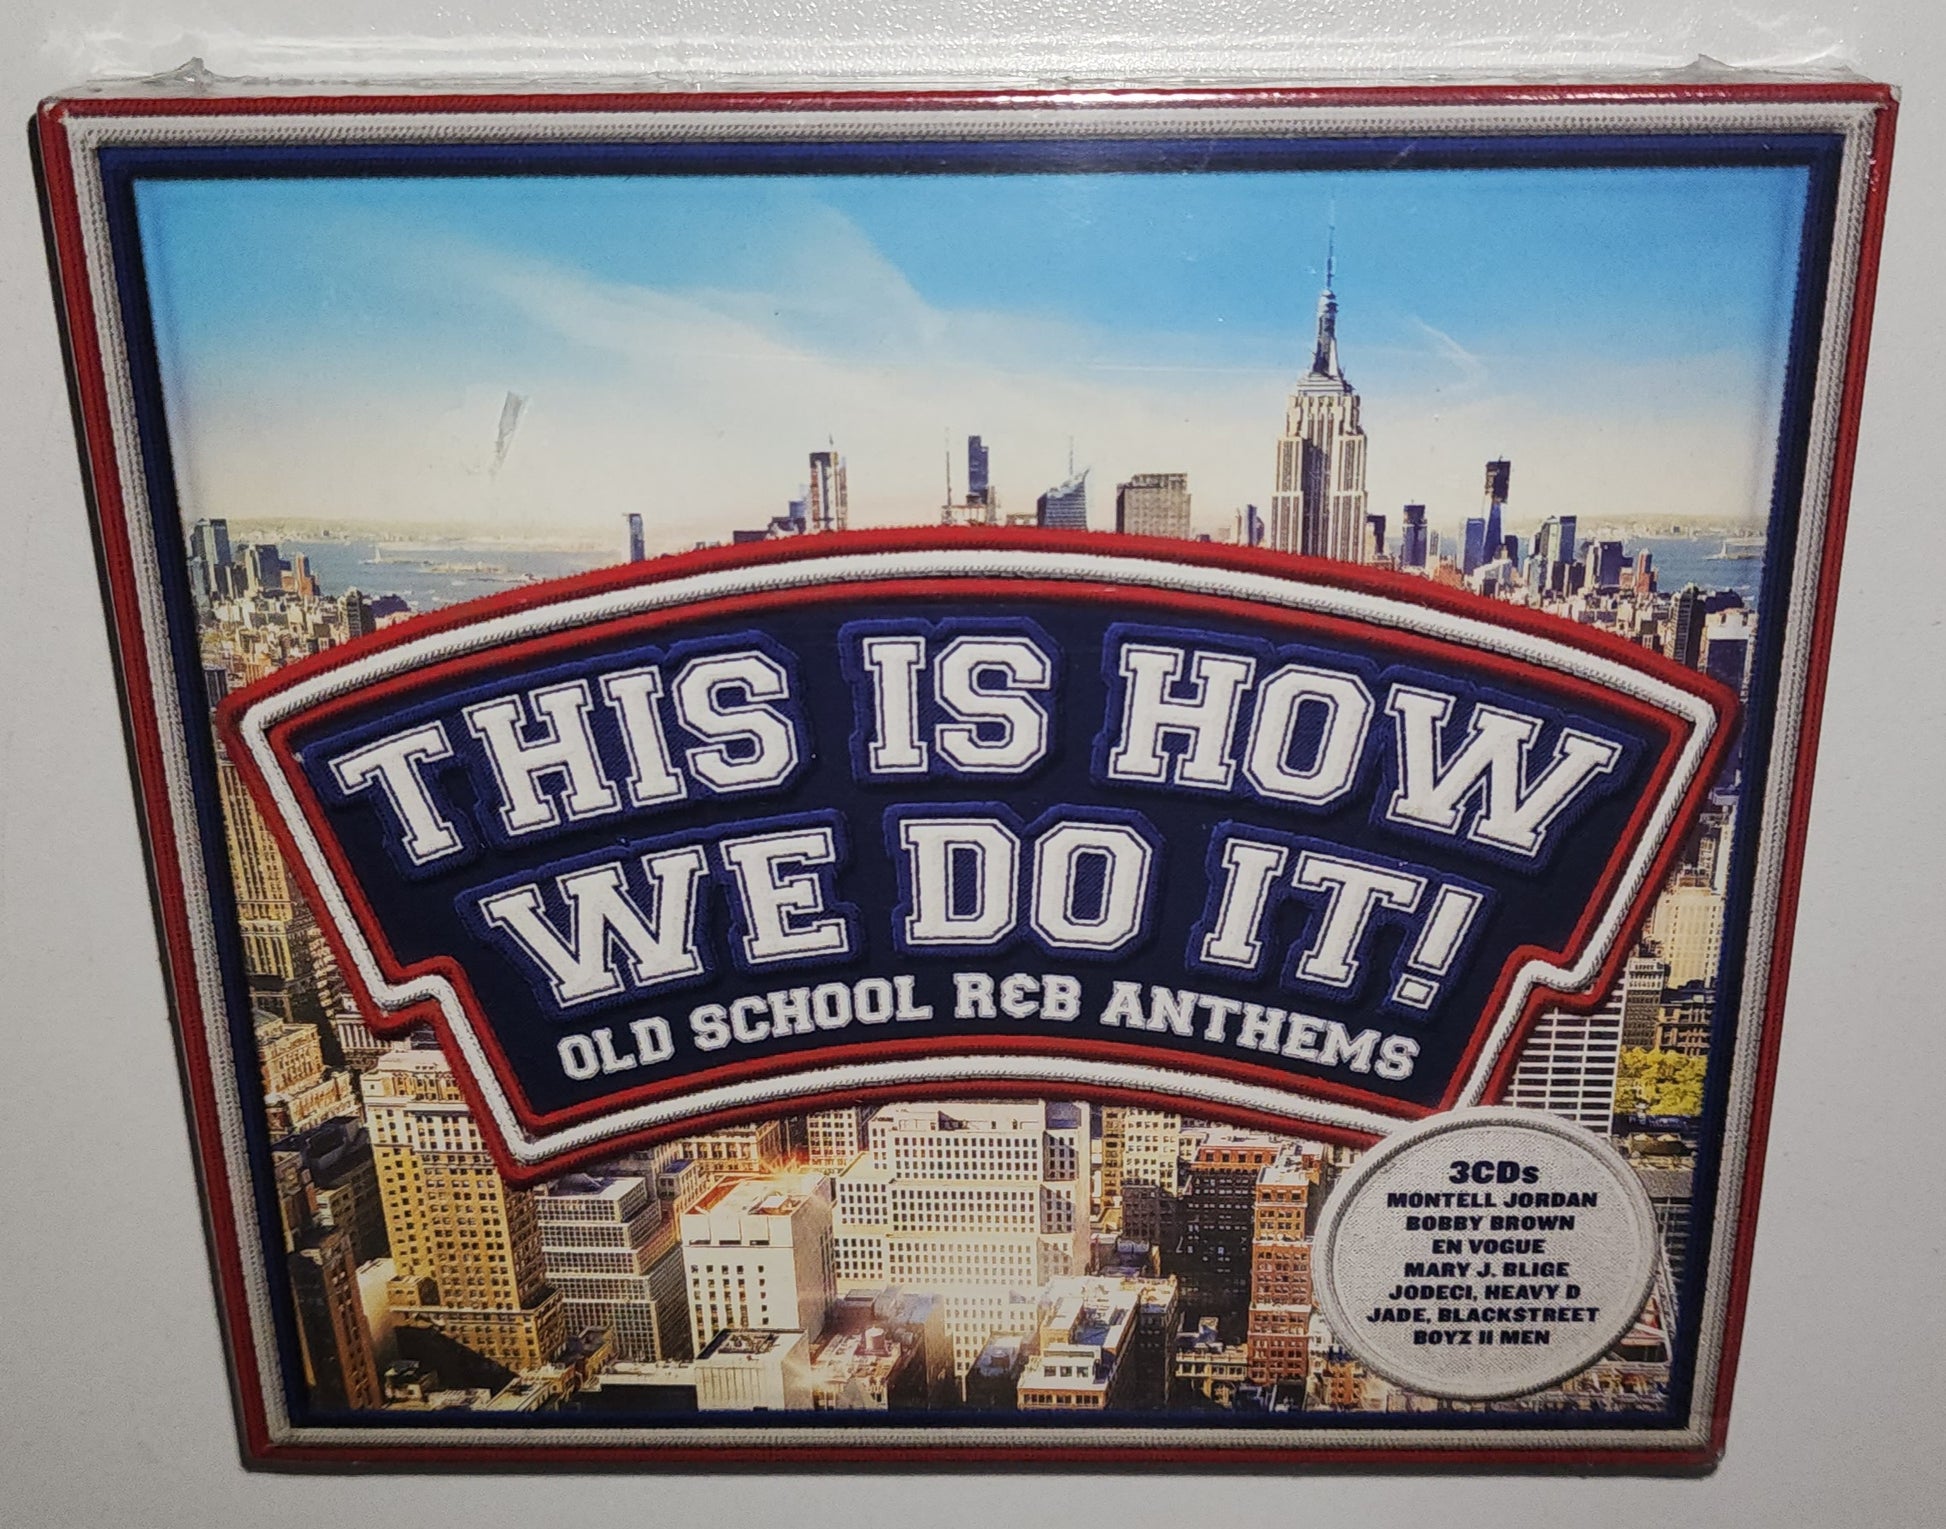 THIS IS HOW
WE DO IT!
OLD SCHOOL R&B ANTHEMS
3CDs
MONTELL JORDAN
BOBBY BROWN
EN VOGUE
MARY J. BLIGE
JODECI, HEAVY D
JADE, BLACKSTREET
BOYZ II MEN